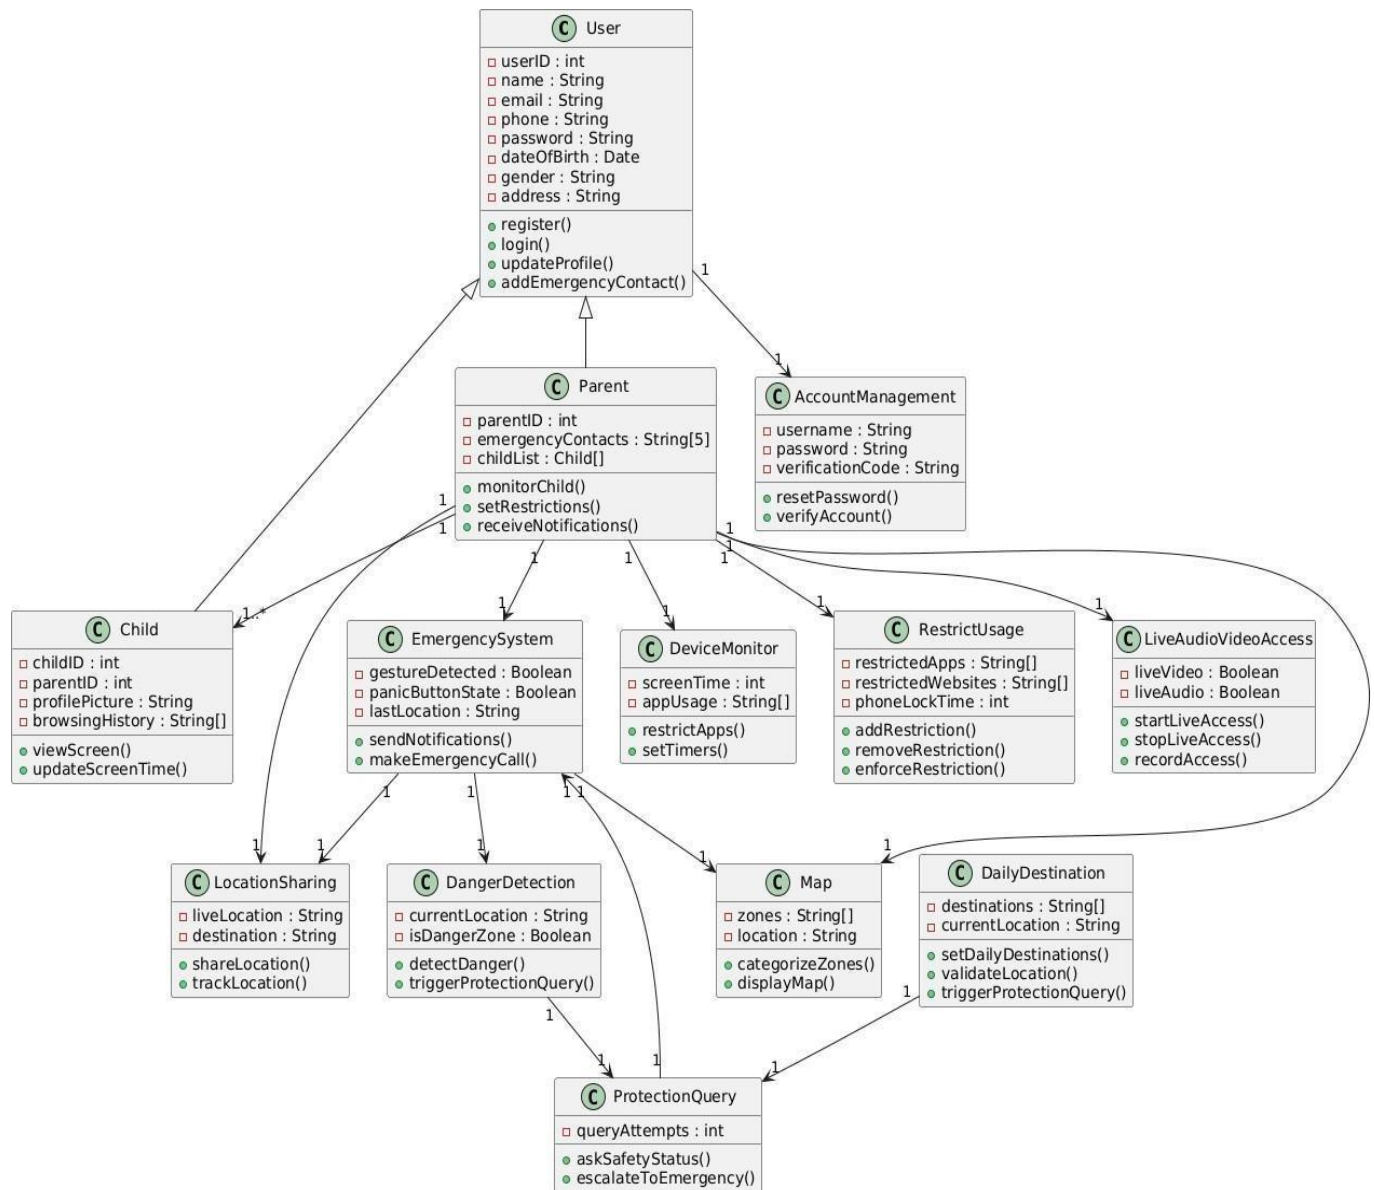 C User
userID : int
name : String
email : String
phone : String
password : String
dateOfBirth : Date
gender : String
address : String
register()
login()
updateProfile()
addEmergencyContact()
1
1
C Parent
parentID : int
emergencyContacts : String[5]
childList : Child[]
monitorChild()
setRestrictions()
receiveNotifications()
C AccountManagement
username : String
password : String
verificationCode : String
resetPassword()
verifyAccount()
1
1
1
1
1
1
1
1..*
1
1
1
1
C Child
childID : int
parentID : int
profilePicture : String
browsingHistory : String[]
viewScreen()
updateScreenTime()
C EmergencySystem
gestureDetected : Boolean
panicButtonState : Boolean
lastLocation : String
sendNotifications()
makeEmergencyCall()
C DeviceMonitor
screenTime : int
appUsage : String[]
restrictApps()
setTimers()
C RestrictUsage
restrictedApps : String[]
restrictedWebsites : String[]
phoneLockTime : int
addRestriction()
removeRestriction()
enforceRestriction()
C LiveAudioVideoAccess
liveVideo : Boolean
liveAudio : Boolean
startLiveAccess()
stopLiveAccess()
recordAccess()
1
1
1
1
1
1
1
1
1
C LocationSharing
liveLocation : String
destination : String
shareLocation()
trackLocation()
C DangerDetection
currentLocation : String
isDangerZone : Boolean
detectDanger()
triggerProtectionQuery()
C Map
zones : String[]
location : String
categorizeZones()
displayMap()
C DailyDestination
destinations : String[]
currentLocation : String
setDailyDestinations()
validateLocation()
triggerProtectionQuery()
1
1
1
1
1
C ProtectionQuery
queryAttempts : int
askSafetyStatus()
escalateToEmergency()